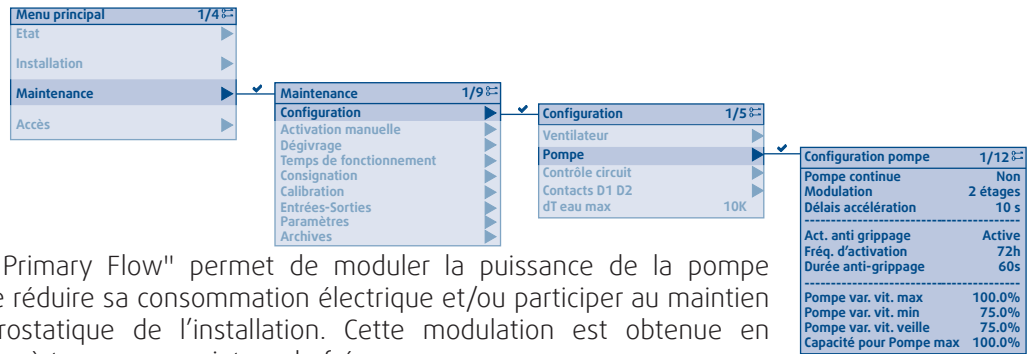 Menu principal 1/4
Etat
Installation
Maintenance
Accès
Maintenance 1/9
Configuration
Activation manuelle
Dégivrage
Temps de fonctionnement
Consignation
Calibration
Entrées-Sorties
Paramètres
Archives
Configuration 1/5
Ventilateur
Pompe
Contrôle circuit
Contacts D1 D2
dT eau max 10K
Configuration pompe 1/12
Pompe continue Non
Modulation 2 étages
Délais accélération 10 s
Act. anti grippage Active
Fréq. d'activation 72h
Durée anti-grippage 60s
Pompe var. vit. max 100.0%
Pompe var. vit. min 75.0%
Pompe var. vit. veille 75.0%
Capacité pour Pompe max 100.0%
Primary Flow" permet de moduler la puissance de la pompe
réduire sa consommation électrique et/ou participer au maintien
rostatique de l'installation. Cette modulation est obtenue en